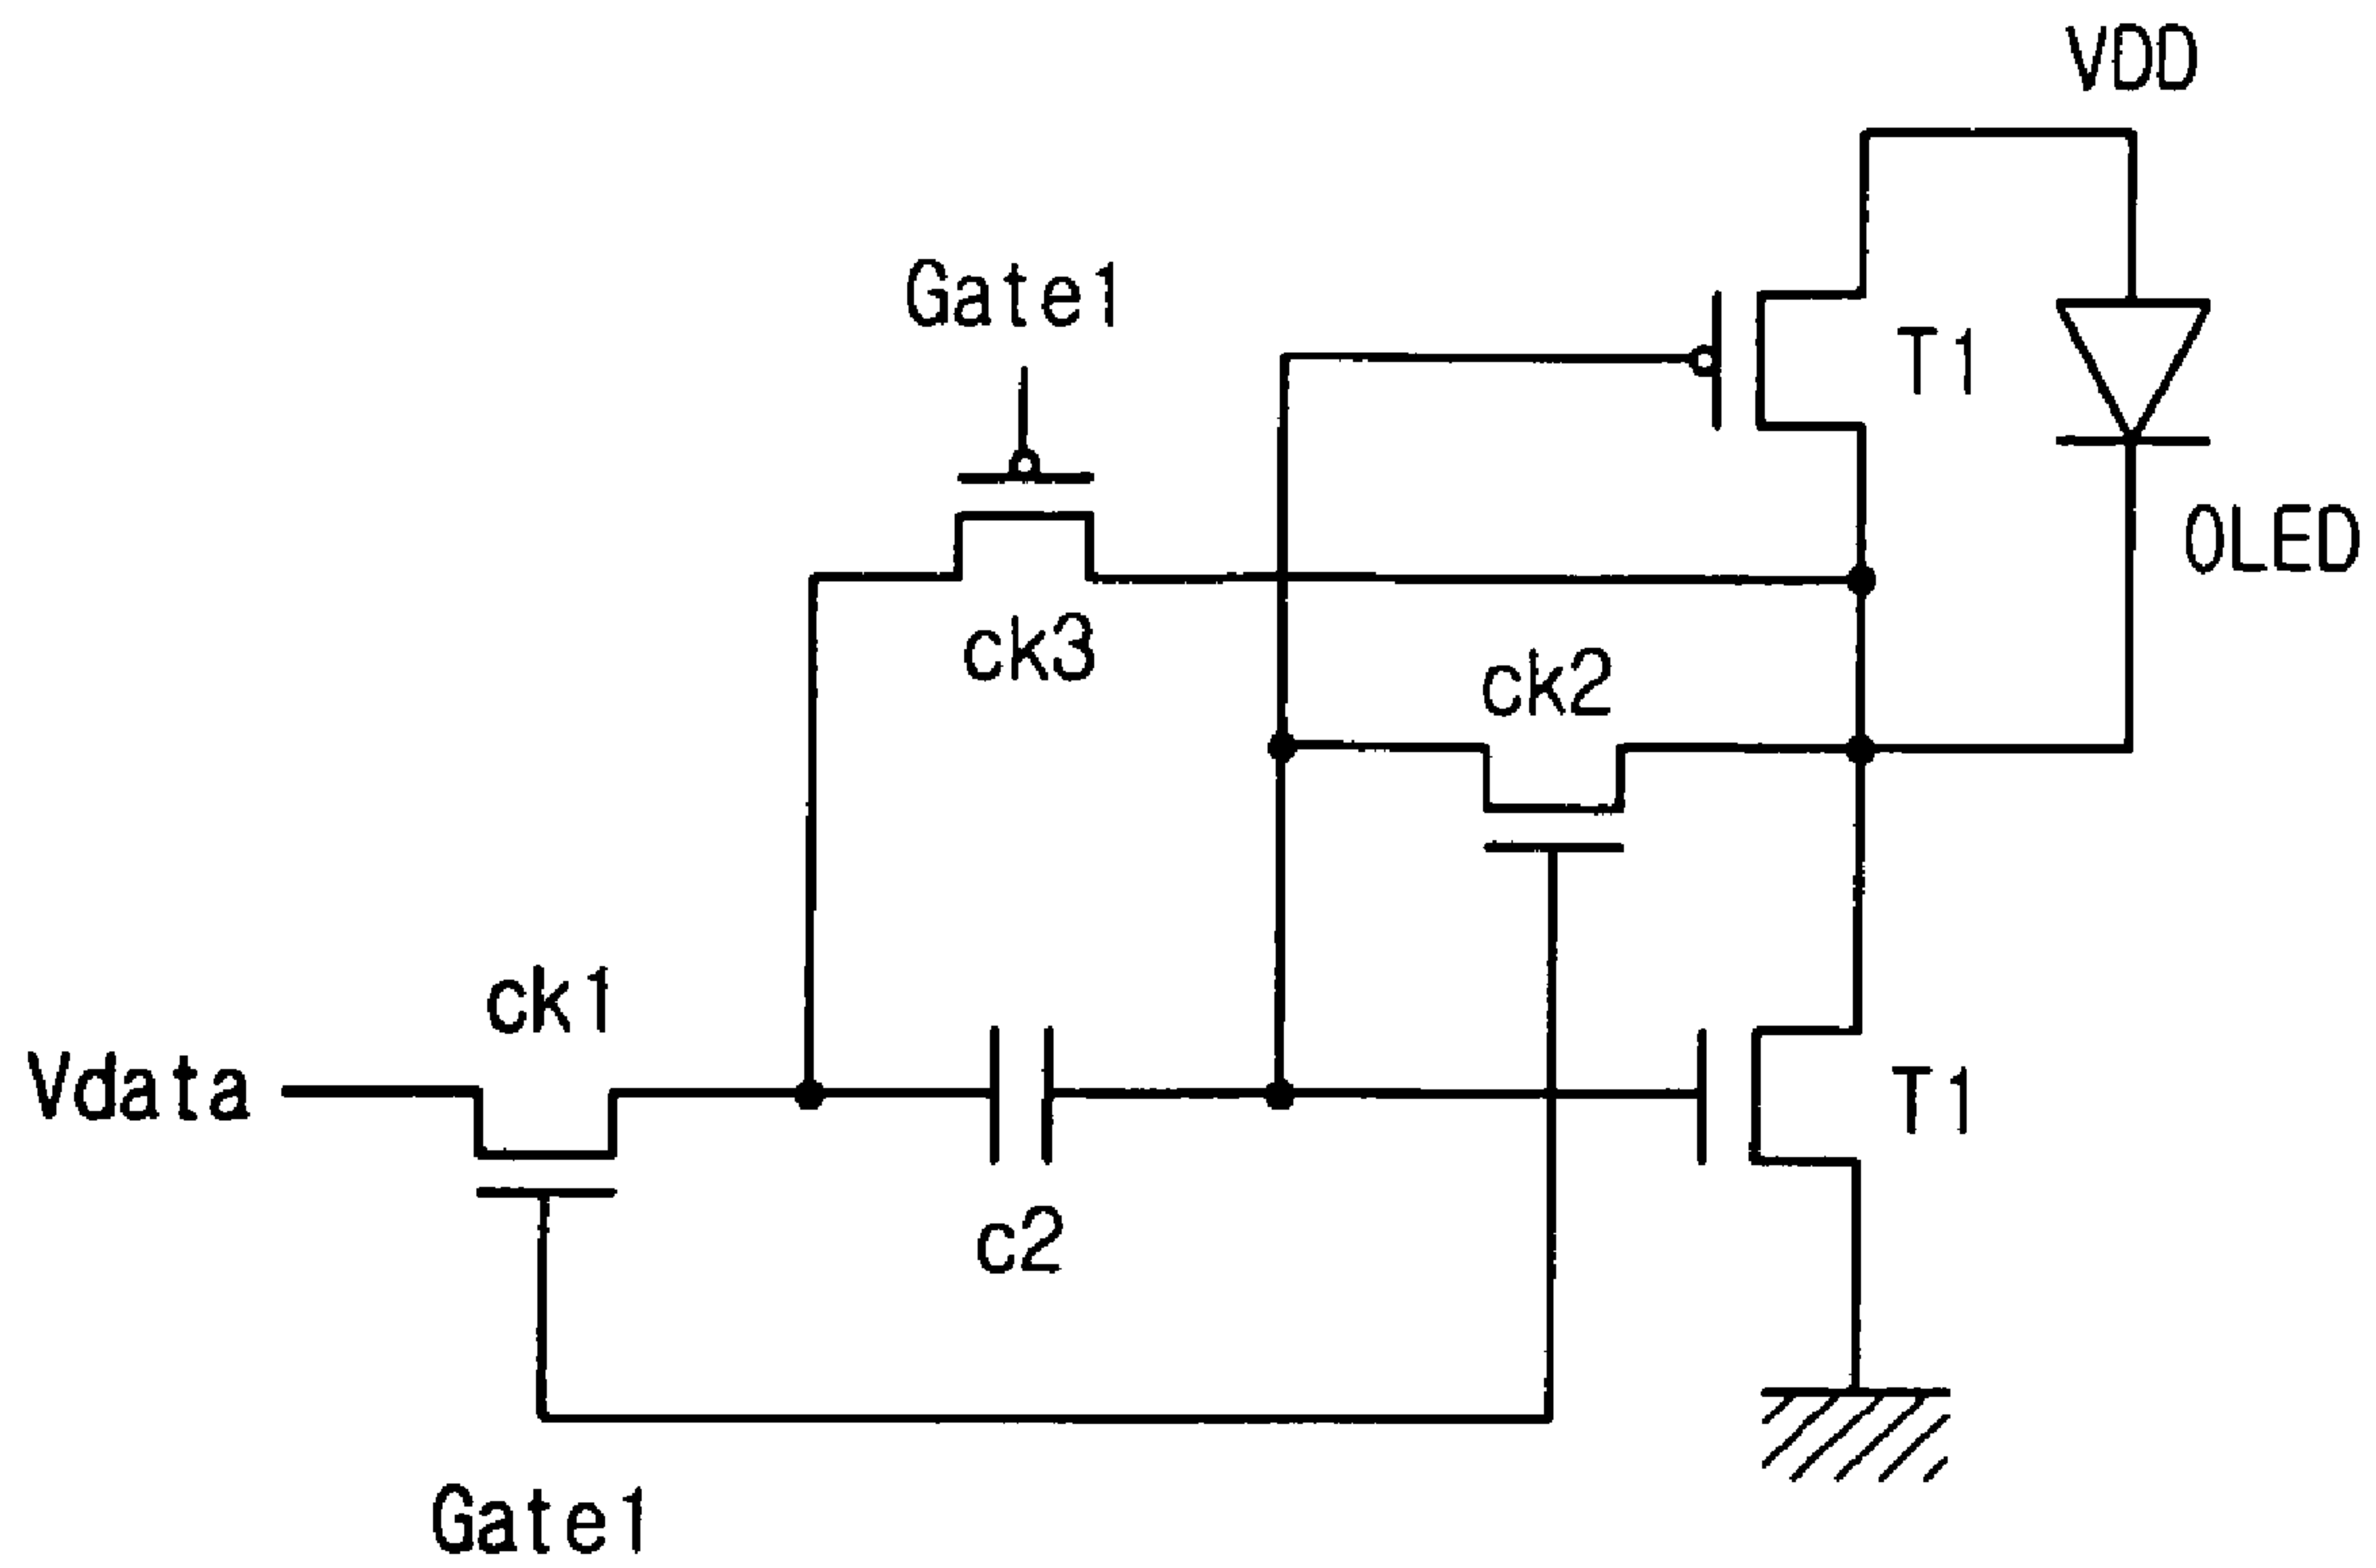 VDD
Gate1
T1
OLED
ck3
ck2
ck1
Vdata
T1
c2
Gate1